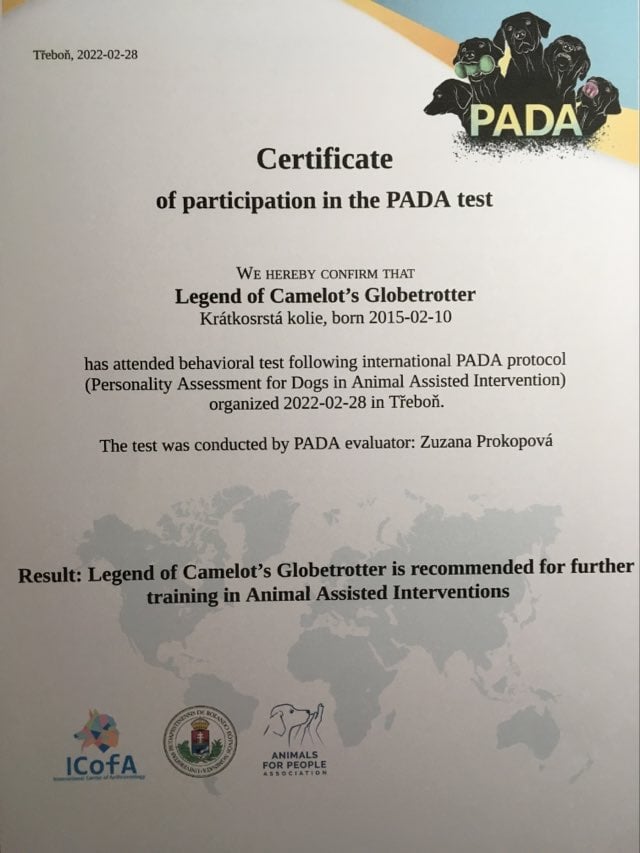 Třeboň, 2022-02-28
PADA
Certificate
of participation in the PADA test
WE HEREBY CONFIRM THAT
Legend of Camelot's Globetrotter
Krátkosrstá kolie, born 2015-02-10
has attended behavioral test following international PADA protocol
(Personality Assessment for Dogs in Animal Assisted Intervention)
organized 2022-02-28 in Třeboň.
The test was conducted by PADA evaluator: Zuzana Prokopová
Result: Legend of Camelot's Globetrotter is recommended for further
training in Animal Assisted Interventions
ICofA
International Center of Anthrozoology
ANIMALS
FOR PEOPLE
ASSOCIATION